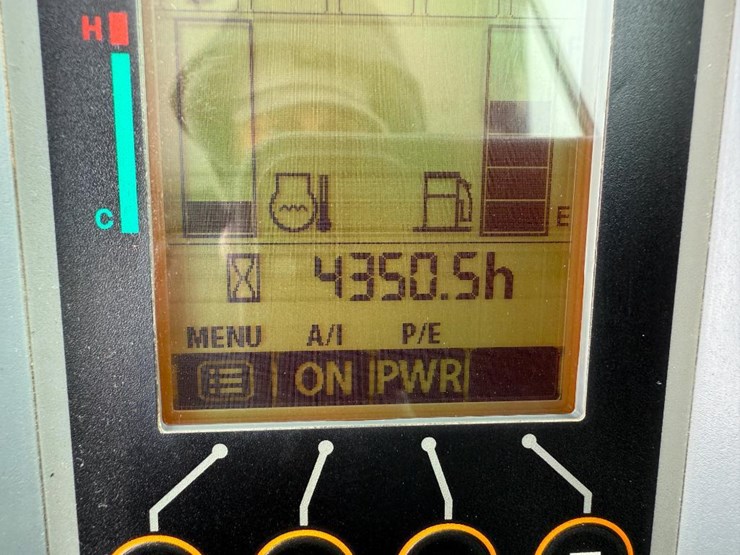 H
C
E
4350.5h
MENU A/I P/E
ON PWR